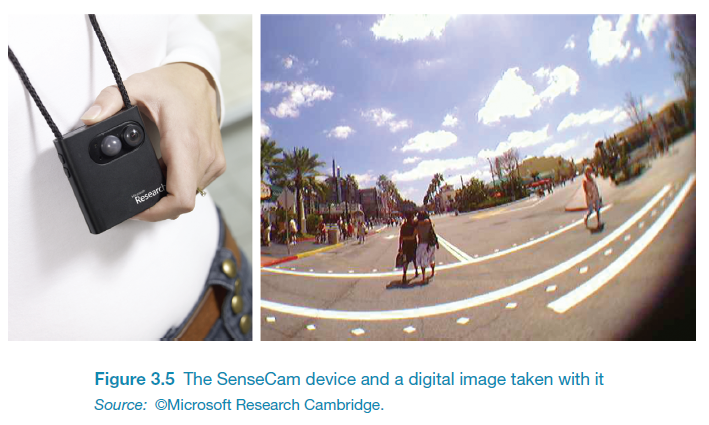 Research
Figure 3.5 The SenseCam device and a digital image taken with it
Source: ©Microsoft Research Cambridge.